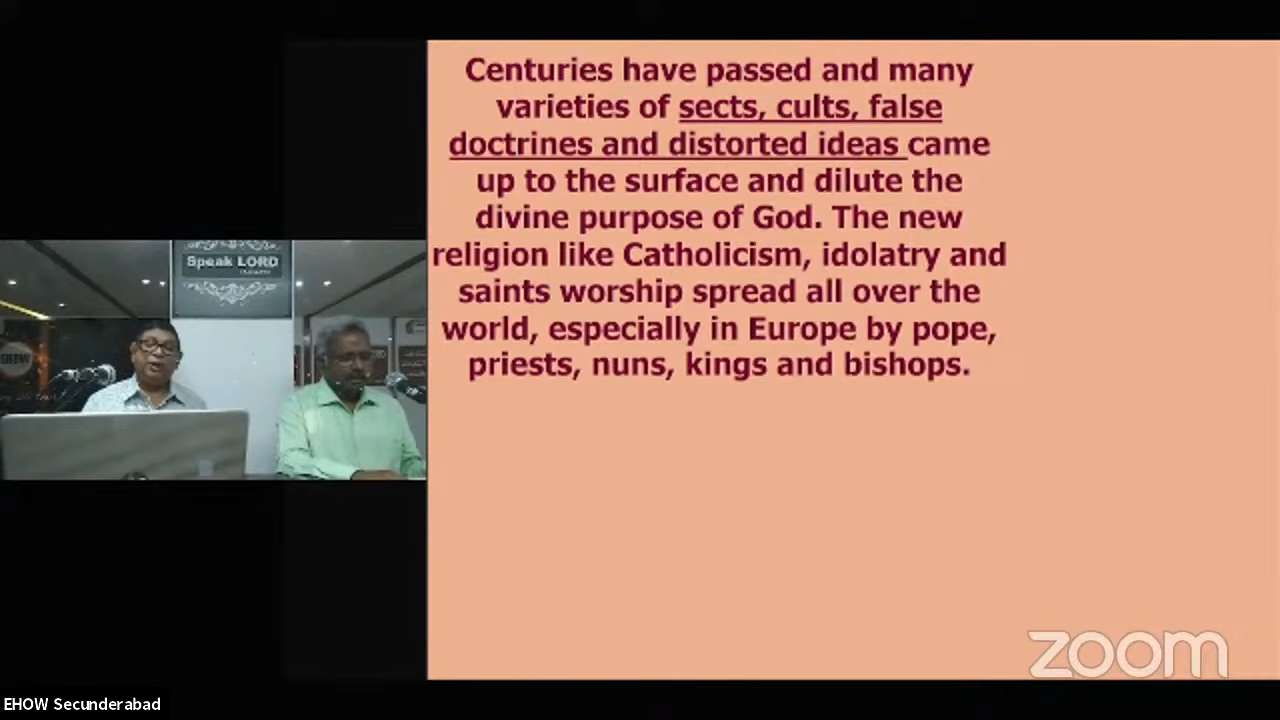 Centuries have passed and many
varieties of sects, cults, false
doctrines and distorted ideas came
up to the surface and dilute the
divine purpose of God. The new
religion like Catholicism, idolatry and
saints worship spread all over the
world, especially in Europe by pope,
priests, nuns, kings and bishops.
Speak LORD
EHOW
zoom
EHOW Secunderabad